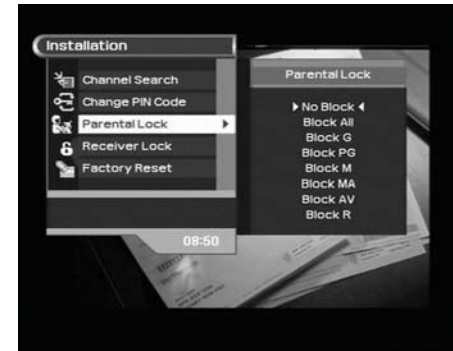 Installation
Channel Search
Change PIN Code
Parental Lock
Receiver Lock
Factory Reset
08:50
Parental Lock
No Block
Block All
Block G
Block PG
Block M
Block MA
Block AV
Block R